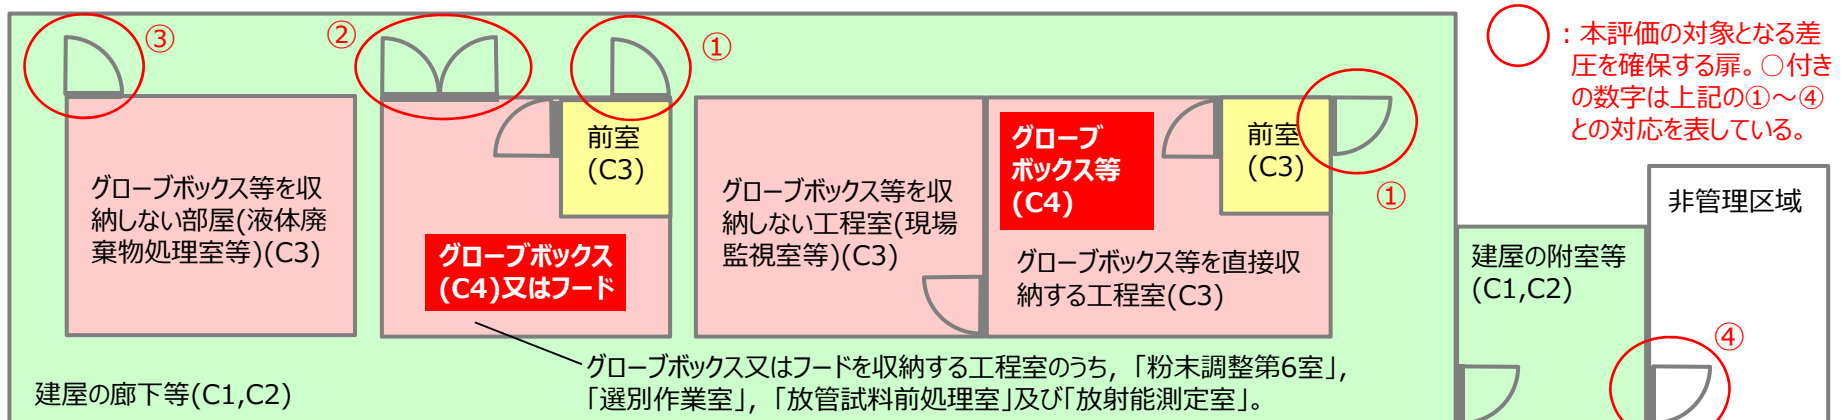 ③
②
①
：本評価の対象となる差
圧を確保する扉。○付き
の数字は上記の①～④
との対応を表している。
グローブボックス等を収
納しない部屋(液体廃
棄物処理室等)(C3)
前室
(C3)
グローブボックス
(C4)又はフード
グローブボックス等を収
納しない工程室(現場
監視室等)(C3)
グローブ
ボックス等
(C4)
前室
(C3)
①
グローブボックス等を直接収
納する工程室(C3)
非管理区域
建屋の附室等
(C1,C2)
④
グローブボックス又はフードを収納する工程室のうち，「粉末調整第6室」，
「選別作業室」，「放管試料前処理室」及び「放射能測定室」。
建屋の廊下等(C1,C2)